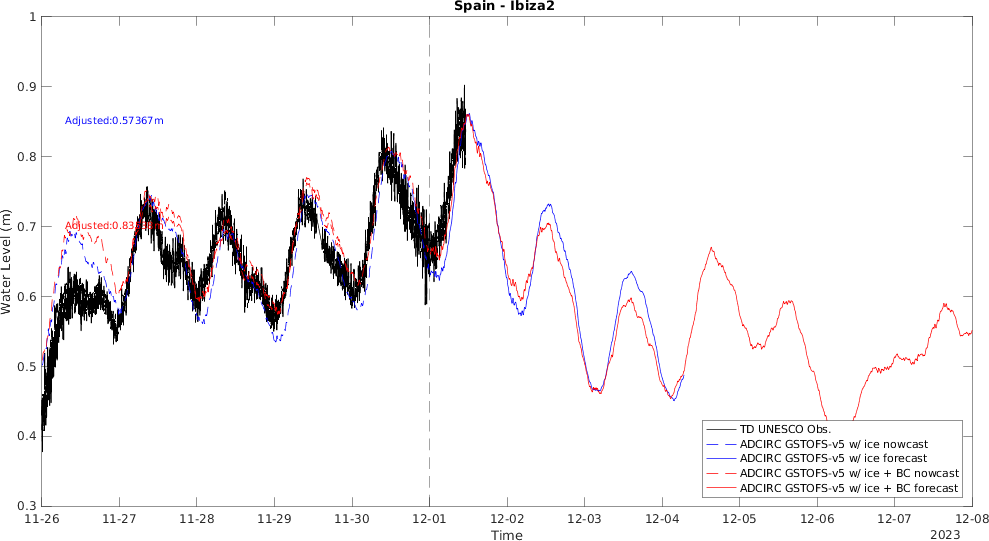 Spain - Ibiza2
1
0.9
0.8
0.7
0.6
0.5
0.4
0.3
Water Level (m)
Adjusted:0.57367m
TD UNESCO Obs.
ADCIRC GSTOFS-v5 w/ ice nowcast
ADCIRC GSTOFS-v5 w/ ice forecast
ADCIRC GSTOFS-v5 w/ ice + BC nowcast
ADCIRC GSTOFS-v5 w/ ice + BC forecast
11-26 11-27 11-28 11-29 11-30 12-01 12-02 12-03 12-04 12-05 12-06 12-07 12-08
Time
2023